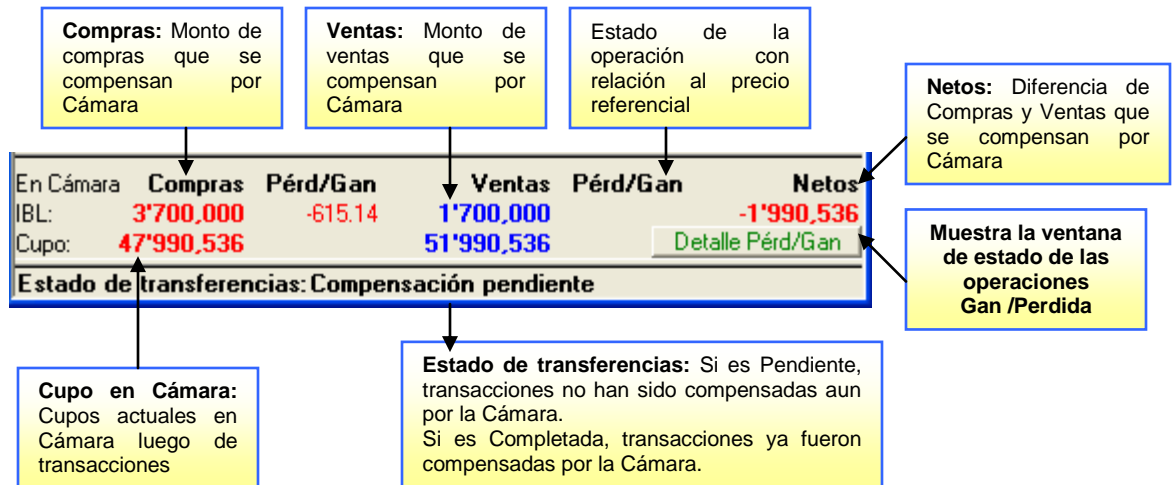 Compras: Monto de
compras que se
compensan por
Cámara
Ventas: Monto de
ventas que se
compensan por
Cámara
Estado de la
operación con
relación al precio
referencial
Netos: Diferencia de
Compras y Ventas que
se compensan por
Cámara
En Cámara Compras Pérd/Gan Ventas Pérd/Gan Netos
IBL: 3'700,000 -615.14 1'700,000 -1'990,536
Cupo: 47'990,536 51'990,536 Detalle Pérd/Gan
Estado de transferencias: Compensación pendiente
Muestra la ventana
de estado de las
operaciones
Gan /Perdida
Cupo en Cámara:
Cupos actuales en
Cámara luego de
transacciones
Estado de transferencias: Si es Pendiente,
transacciones no han sido compensadas aun
por la Cámara.
Si es Completada, transacciones ya fueron
compensadas por la Cámara.